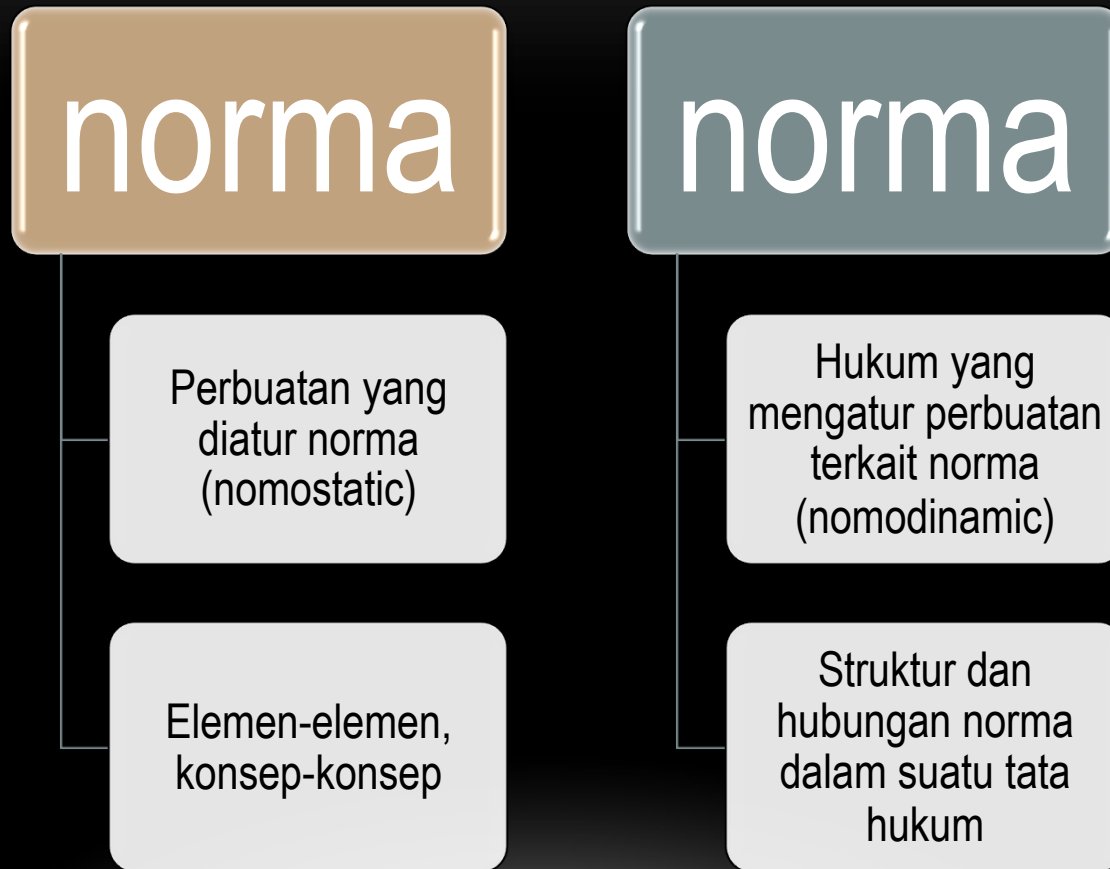 norma
Perbuatan yang
diatur norma
(nomostatic)
Elemen-elemen,
konsep-konsep
norma
Hukum yang
mengatur perbuatan
terkait norma
(nomodinamic)
Struktur dan
hubungan norma
dalam suatu tata
hukum